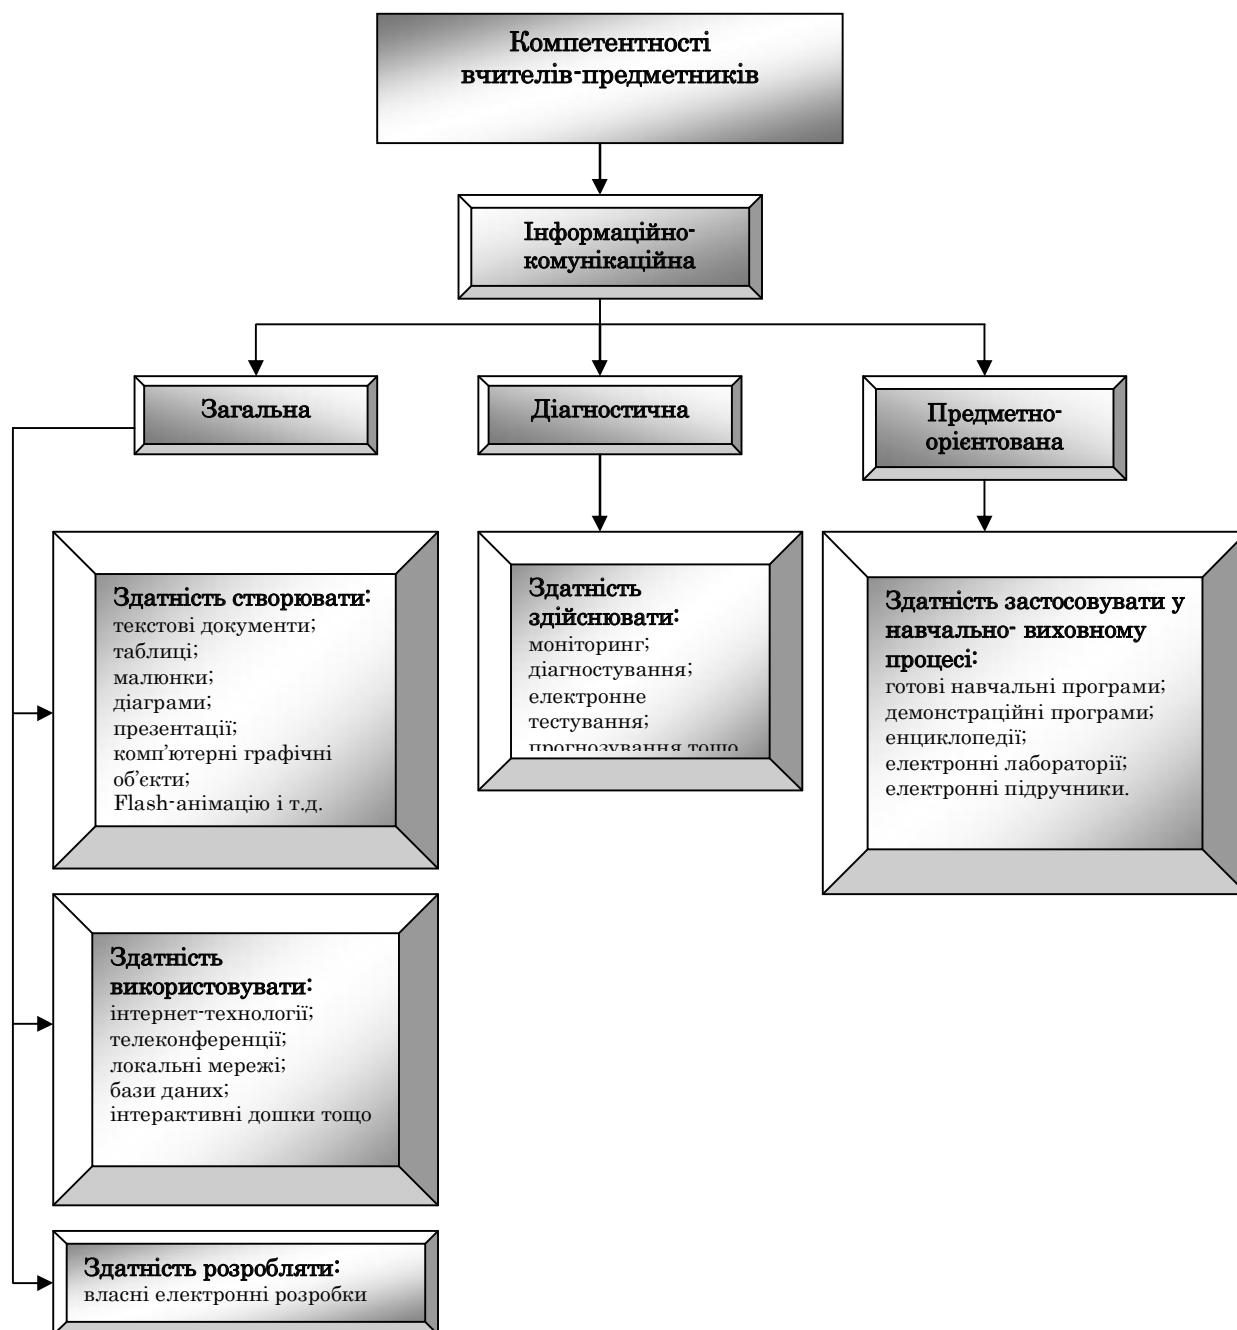 Компетентності
вчителів-предметників
Інформаційно-
комунікаційна
Загальна
Діагностична
Предметно-
орієнтована
Здатність створювати:
текстові документи;
таблиці;
малюнки;
діаграми;
презентації;
комп’ютерні графічні
об’єкти;
Flash-анімацію і т.д.
Здатність
здійснювати:
моніторинг;
діагностування;
електронне
тестування;
прогнозування тощо
Здатність застосовувати у
навчально- виховному
процесі:
готові навчальні програми;
демонстраційні програми;
енциклопедії;
електронні лабораторії;
електронні підручники.
Здатність
використовувати:
інтернет-технології;
телеконференції;
локальні мережі;
бази даних;
інтерактивні дошки тощо
Здатність розробляти:
власні електронні розробки